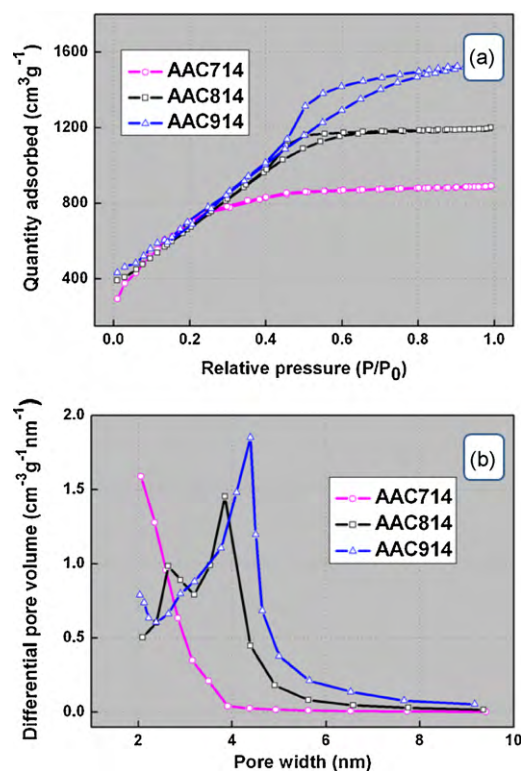 (a)
AAC714
AAC814
AAC914
Quantity adsorbed (cm³g⁻¹)
1600
1200
800
400
0.0 0.2 0.4 0.6 0.8 1.0
Relative pressure (P/P₀)
(b)
AAC714
AAC814
AAC914
Differential pore volume (cm⁻³g⁻¹nm⁻¹)
2.0
1.5
1.0
0.5
0.0
2 4 6 8 10
Pore width (nm)